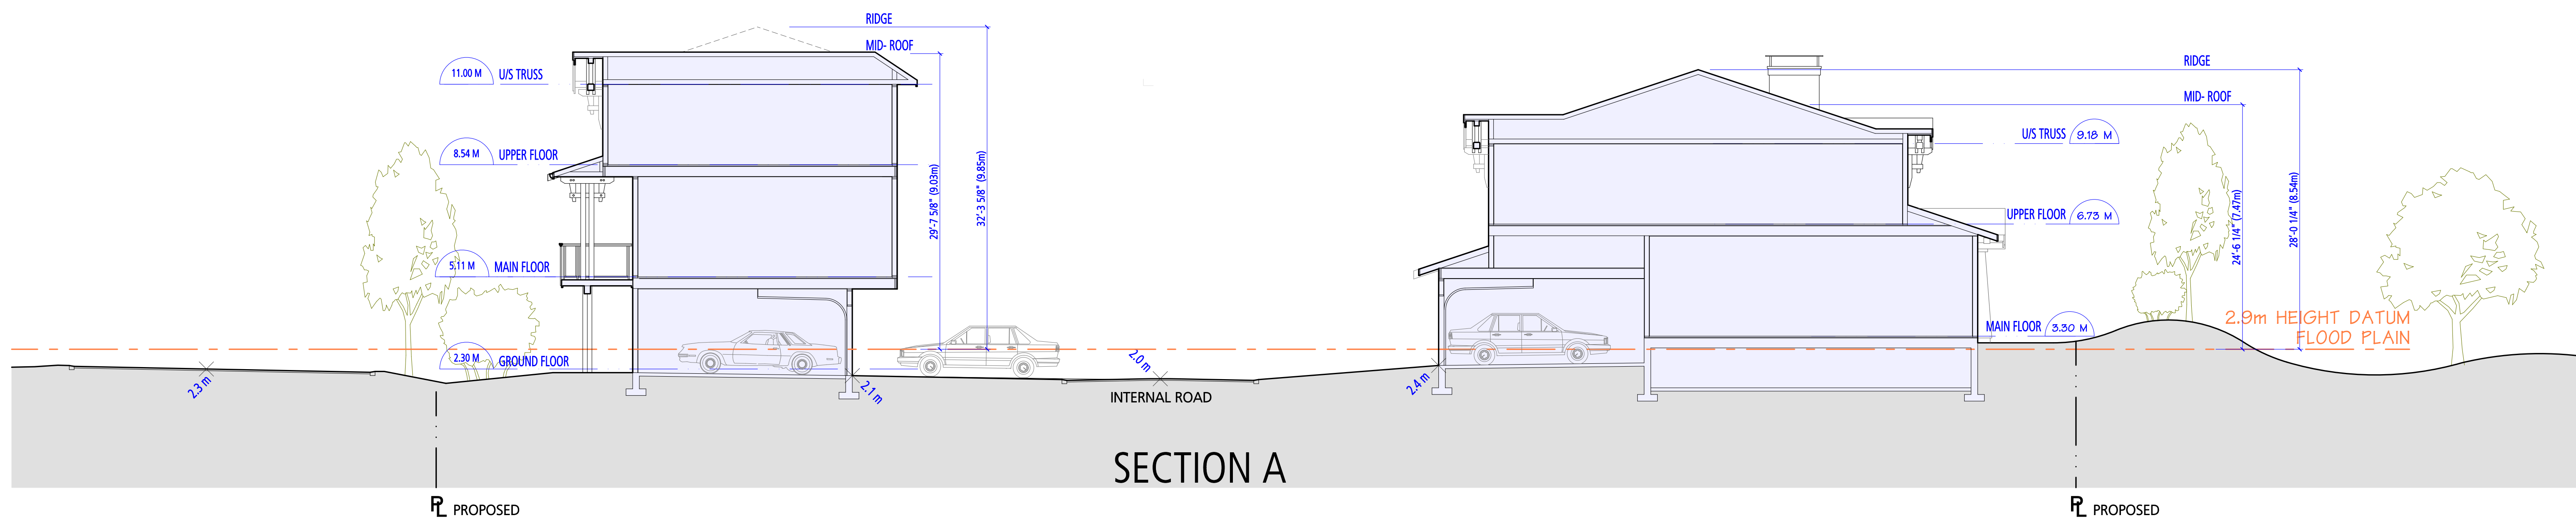 RIDGE
MID- ROOF
11.00 M U/S TRUSS
8.54 M UPPER FLOOR
5.11 MAIN FLOOR
2.30 M GROUND FLOOR
29'-7 5/8" (9.03m)
32'-3 5/8" (9.85m)
2.3 m
2.1 m
2.0 m
INTERNAL ROAD
2.4 m
RIDGE
MID- ROOF
U/S TRUSS 9.18 M
UPPER FLOOR 6.73 M
MAIN FLOOR 3.30 M
24'-6 1/4" (7.47m)
28'-0 1/4" (8.54m)
2.9m HEIGHT DATUM
FLOOD PLAIN
SECTION A
PL PROPOSED
PL PROPOSED